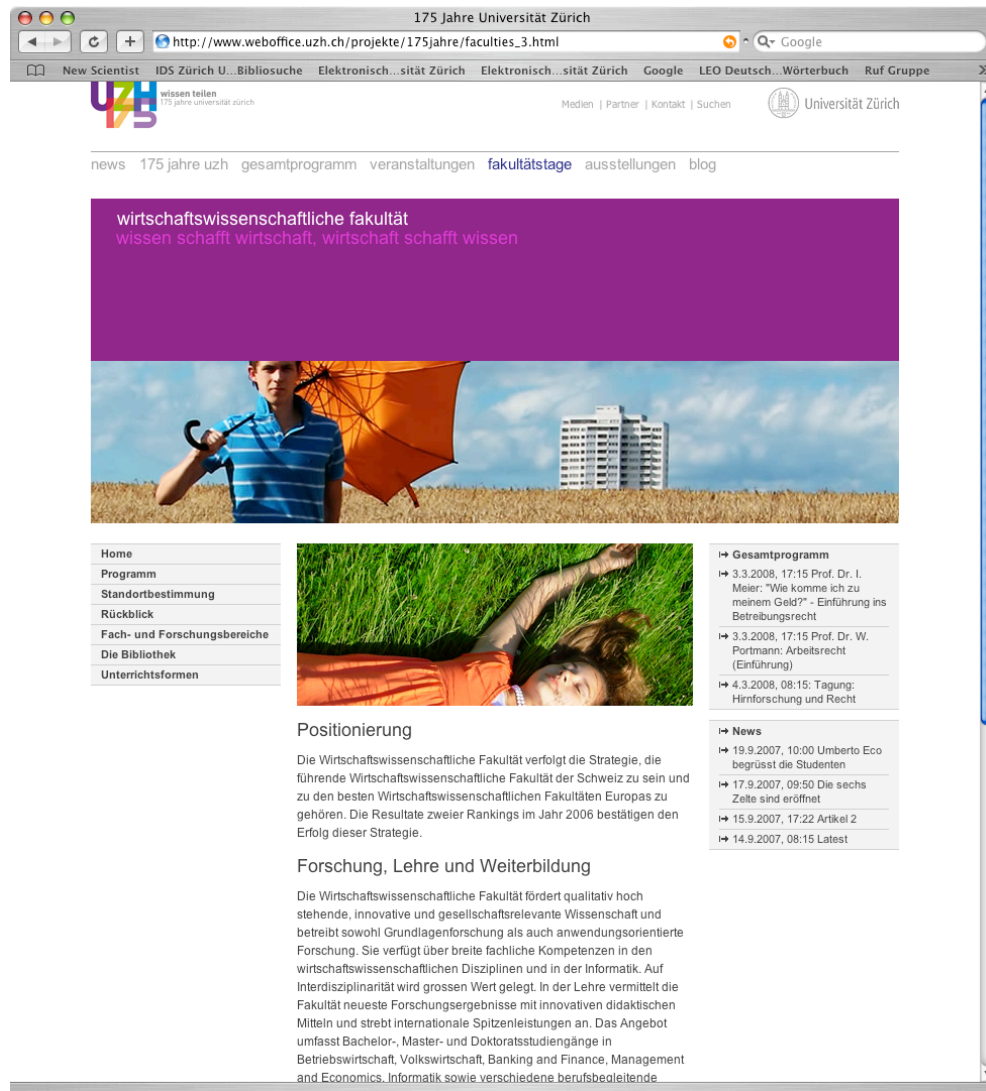 175 Jahre Universität Zürich
http://www.weboffice.uzh.ch/projekte/175jahre/faculties_3.html
Google
New Scientist IDS Zürich U...Bibliosuche Elektronisch...sität Zürich Elektronisch...sität Zürich Google LEO Deutsch...Wörterbuch Ruf Gruppe
UZH
175
wissen teilen
175 jahre universität zürich
Medien | Partner | Kontakt | Suchen
Universität Zürich
news 175 jahre uzh gesamtprogramm veranstaltungen fakultätstage ausstellungen blog
wirtschaftswissenschaftliche fakultät
wissen schafft wirtschaft, wirtschaft schafft wissen
Home
Programm
Standortbestimmung
Rückblick
Fach- und Forschungsbereiche
Die Bibliothek
Unterrichtsformen
Positionierung
Die Wirtschaftswissenschaftliche Fakultät verfolgt die Strategie, die
führende Wirtschaftswissenschaftliche Fakultät der Schweiz zu sein und
zu den besten Wirtschaftswissenschaftlichen Fakultäten Europas zu
gehören. Die Resultate zweier Rankings im Jahr 2006 bestätigen den
Erfolg dieser Strategie.
Forschung, Lehre und Weiterbildung
Die Wirtschaftswissenschaftliche Fakultät fördert qualitativ hoch
stehende, innovative und gesellschaftsrelevante Wissenschaft und
betreibt sowohl Grundlagenforschung als auch anwendungsorientierte
Forschung. Sie verfügt über breite fachliche Kompetenzen in den
wirtschaftswissenschaftlichen Disziplinen und in der Informatik. Auf
Interdisziplinarität wird grossen Wert gelegt. In der Lehre vermittelt die
Fakultät neueste Forschungsergebnisse mit innovativen didaktischen
Mitteln und strebt internationale Spitzenleistungen an. Das Angebot
umfasst Bachelor-, Master- und Doktoratsstudiengänge in
Betriebswirtschaft, Volkswirtschaft, Banking and Finance, Management
and Economics, Informatik sowie verschiedene berufsbegleitende
Gesamtprogramm
3.3.2008, 17:15 Prof. Dr. I.
Meier: "Wie komme ich zu
meinem Geld?" - Einführung ins
Betreibungsrecht
3.3.2008, 17:15 Prof. Dr. W.
Portmann: Arbeitsrecht
(Einführung)
4.3.2008, 08:15: Tagung:
Hirnforschung und Recht
News
19.9.2007, 10:00 Umberto Eco
begrüsst die Studenten
17.9.2007, 09:50 Die sechs
Zelte sind eröffnet
15.9.2007, 17:22 Artikel 2
14.9.2007, 08:15 Latest